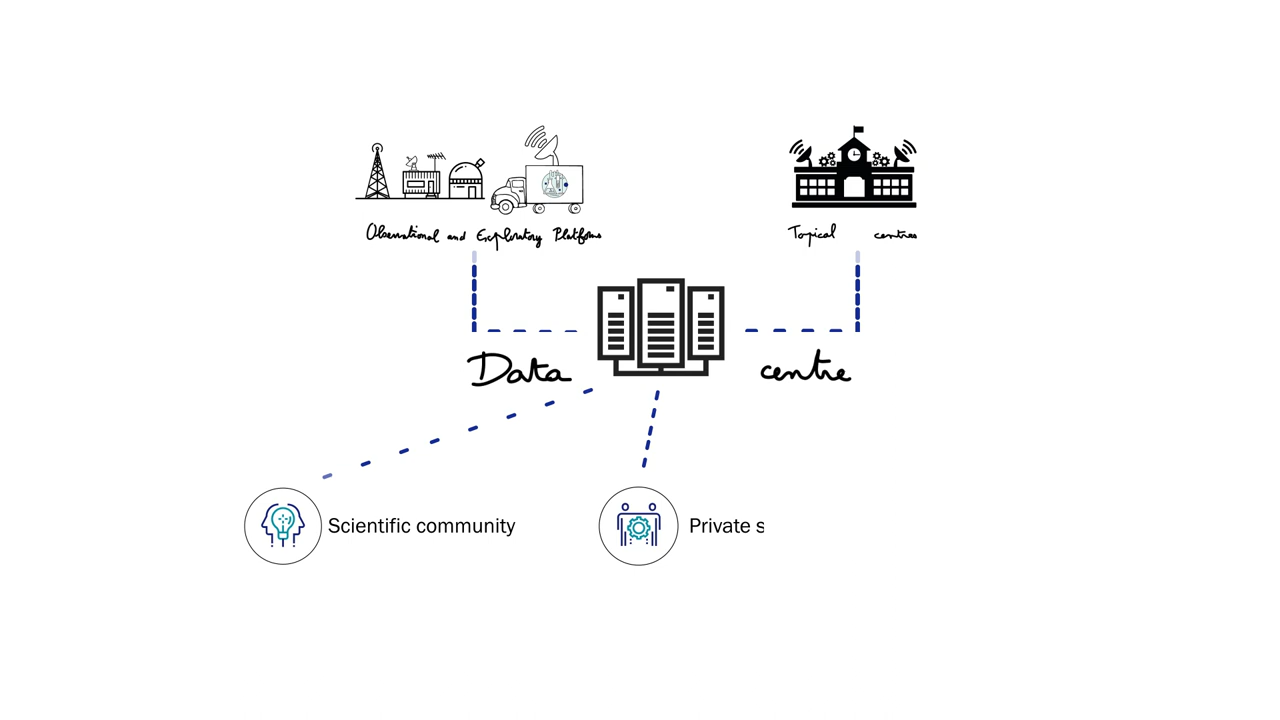 Observational and Exploratory Platforms
Topical centres
Data centre
Scientific community
Private s